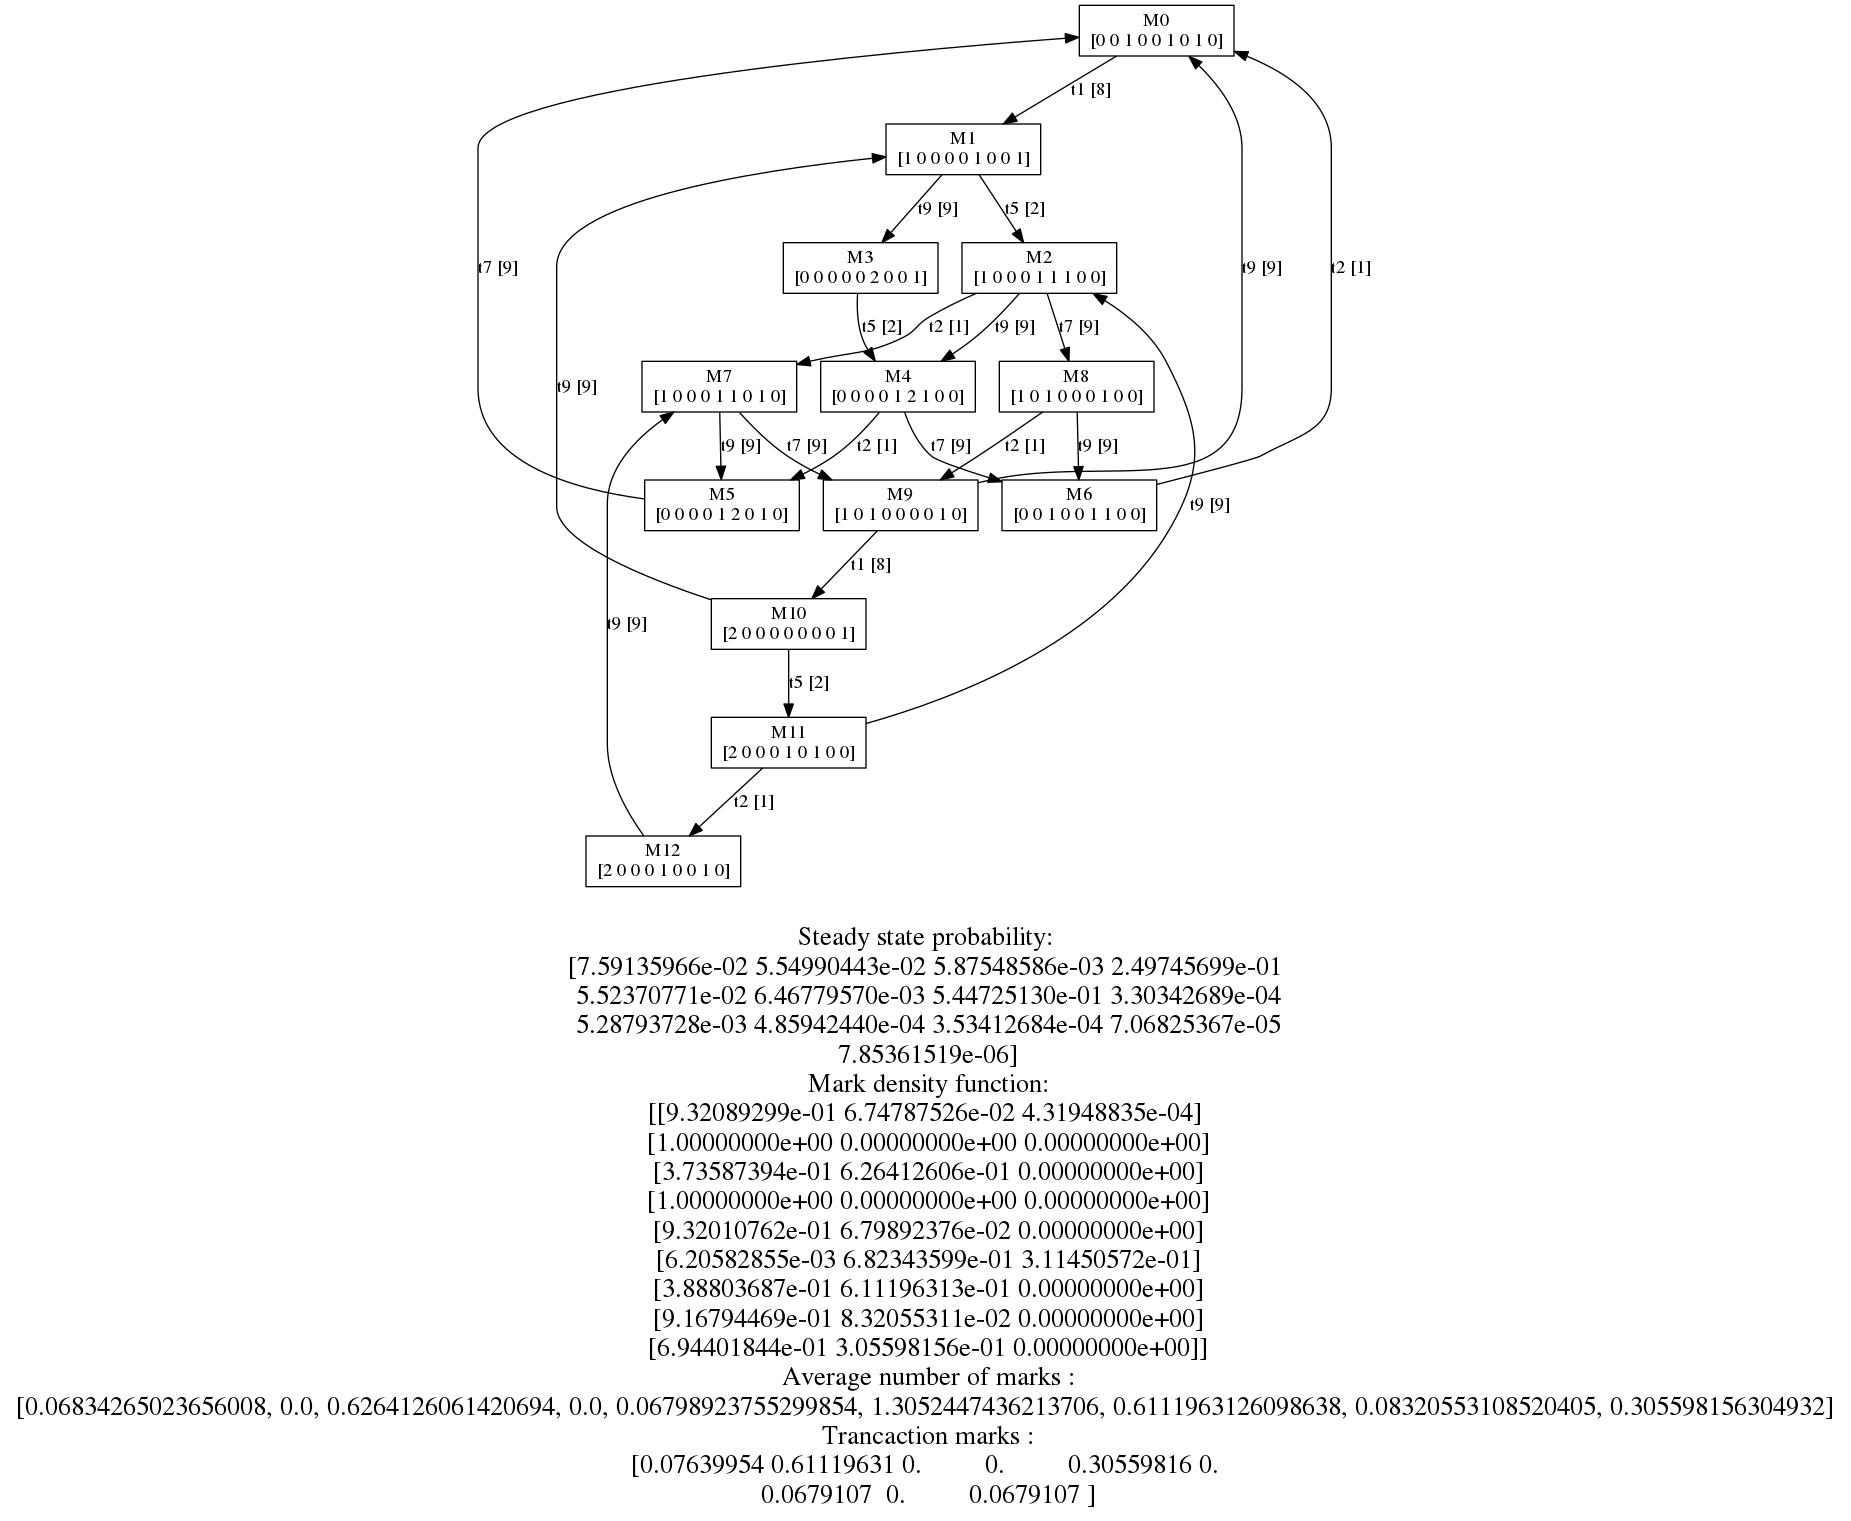 M0
[0 0 1 0 0 1 0 1 0]
t1 [8]
M1
[1 0 0 0 0 1 0 0 1]
t9 [9]
t5 [2]
M3
[0 0 0 0 0 2 0 0 1]
M2
[1 0 0 0 1 1 1 0 0]
t7 [9]
t9 [9]
t2 [1]
t5 [2]
t2 [1]
t9 [9]
t7 [9]
M7
[1 0 0 0 1 1 0 1 0]
M4
[0 0 0 0 1 2 1 0 0]
M8
[1 0 1 0 0 0 1 0 0]
t9 [9]
t9 [9]
t7 [9]
t2 [1]
t7 [9]
t2 [1]
t9 [9]
M5
[0 0 0 0 1 2 0 1 0]
M9
[1 0 1 0 0 0 0 1 0]
M6
[0 0 1 0 0 1 1 0 0]
t9 [9]
t1 [8]
M10
[2 0 0 0 0 0 0 0 1]
t9 [9]
t5 [2]
M11
[2 0 0 0 1 0 1 0 0]
t2 [1]
M12
[2 0 0 0 1 0 0 1 0]
Steady state probability:
[7.59135966e-02 5.54990443e-02 5.87548586e-03 2.49745699e-01
5.52370771e-02 6.46779570e-03 5.44725130e-01 3.30342689e-04
5.28793728e-03 4.85942440e-04 3.53412684e-04 7.06825367e-05
7.85361519e-06]
Mark density function:
[[9.32089299e-01 6.74787526e-02 4.31948835e-04]
[1.00000000e+00 0.00000000e+00 0.00000000e+00]
[3.73587394e-01 6.26412606e-01 0.00000000e+00]
[1.00000000e+00 0.00000000e+00 0.00000000e+00]
[9.32010762e-01 6.79892376e-02 0.00000000e+00]
[6.20582855e-03 6.82343599e-01 3.11450572e-01]
[3.88803687e-01 6.11196313e-01 0.00000000e+00]
[9.16794469e-01 8.32055311e-02 0.00000000e+00]
[6.94401844e-01 3.05598156e-01 0.00000000e+00]]
Average number of marks :
[0.06834265023656008, 0.0, 0.6264126061420694, 0.0, 0.06798923755299854, 1.3052447436213706, 0.6111963126098638, 0.08320553108520405, 0.305598156304932]
Trancaction marks :
[0.07639954 0.61119631 0. 0. 0.30559816 0.
0.0679107 0. 0.0679107 ]